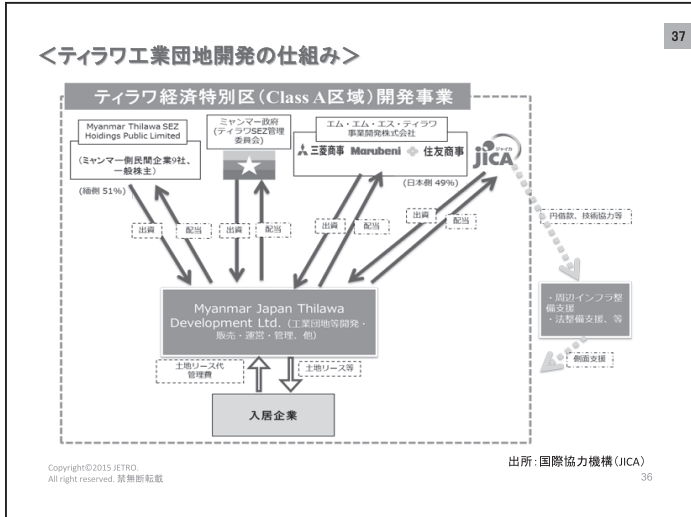 37
＜ティラワ工業団地開発の仕組み＞
ティラワ経済特別区（Class A区域）開発事業
Myanmar Thilawa SEZ
Holdings Public Limited
（ミャンマー側民間企業9社、
一般株主）
(緬側 51%)
ミャンマー政府
(ティラワSEZ管理
委員会)
エム・エム・エス・ティラワ
事業開発株式会社
三菱商事 Marubeni 住友商事
(日本側 49%)
ジャイカ
JICA
出資
配当
出資
配当
出資
配当
出資
配当
円借款、技術協力等
Myanmar Japan Thilawa
Development Ltd.（工業団地等開発・
販売・運営・管理、他）
・周辺インフラ整
備支援
・法整備支援、等
側面支援
土地リース代
管理費
土地リース等
入居企業
出所：国際協力機構（JICA）
Copyright©2015 JETRO.
All right reserved. 禁無断転載
36